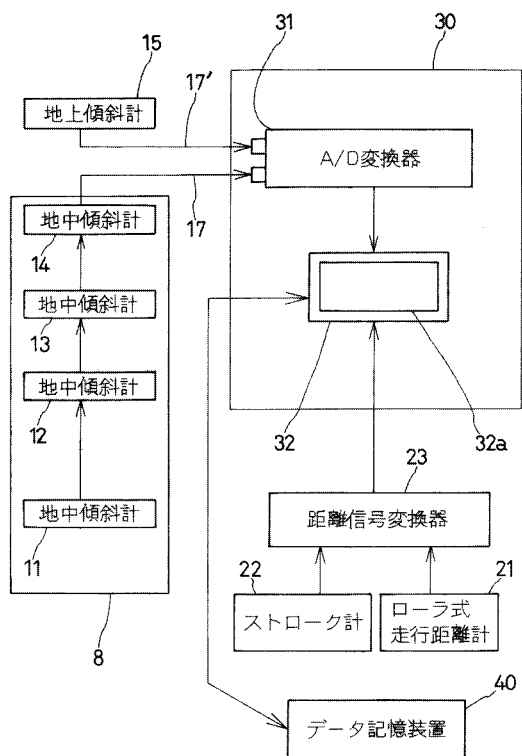 31
30
15
17'
地上傾斜計
A/D変換器
17
地中傾斜計
14
地中傾斜計
13
地中傾斜計
12
32
32a
23
地中傾斜計
距離信号変換器
11
22
21
ストローク計
ローラ式
走行距離計
8
40
データ記憶装置